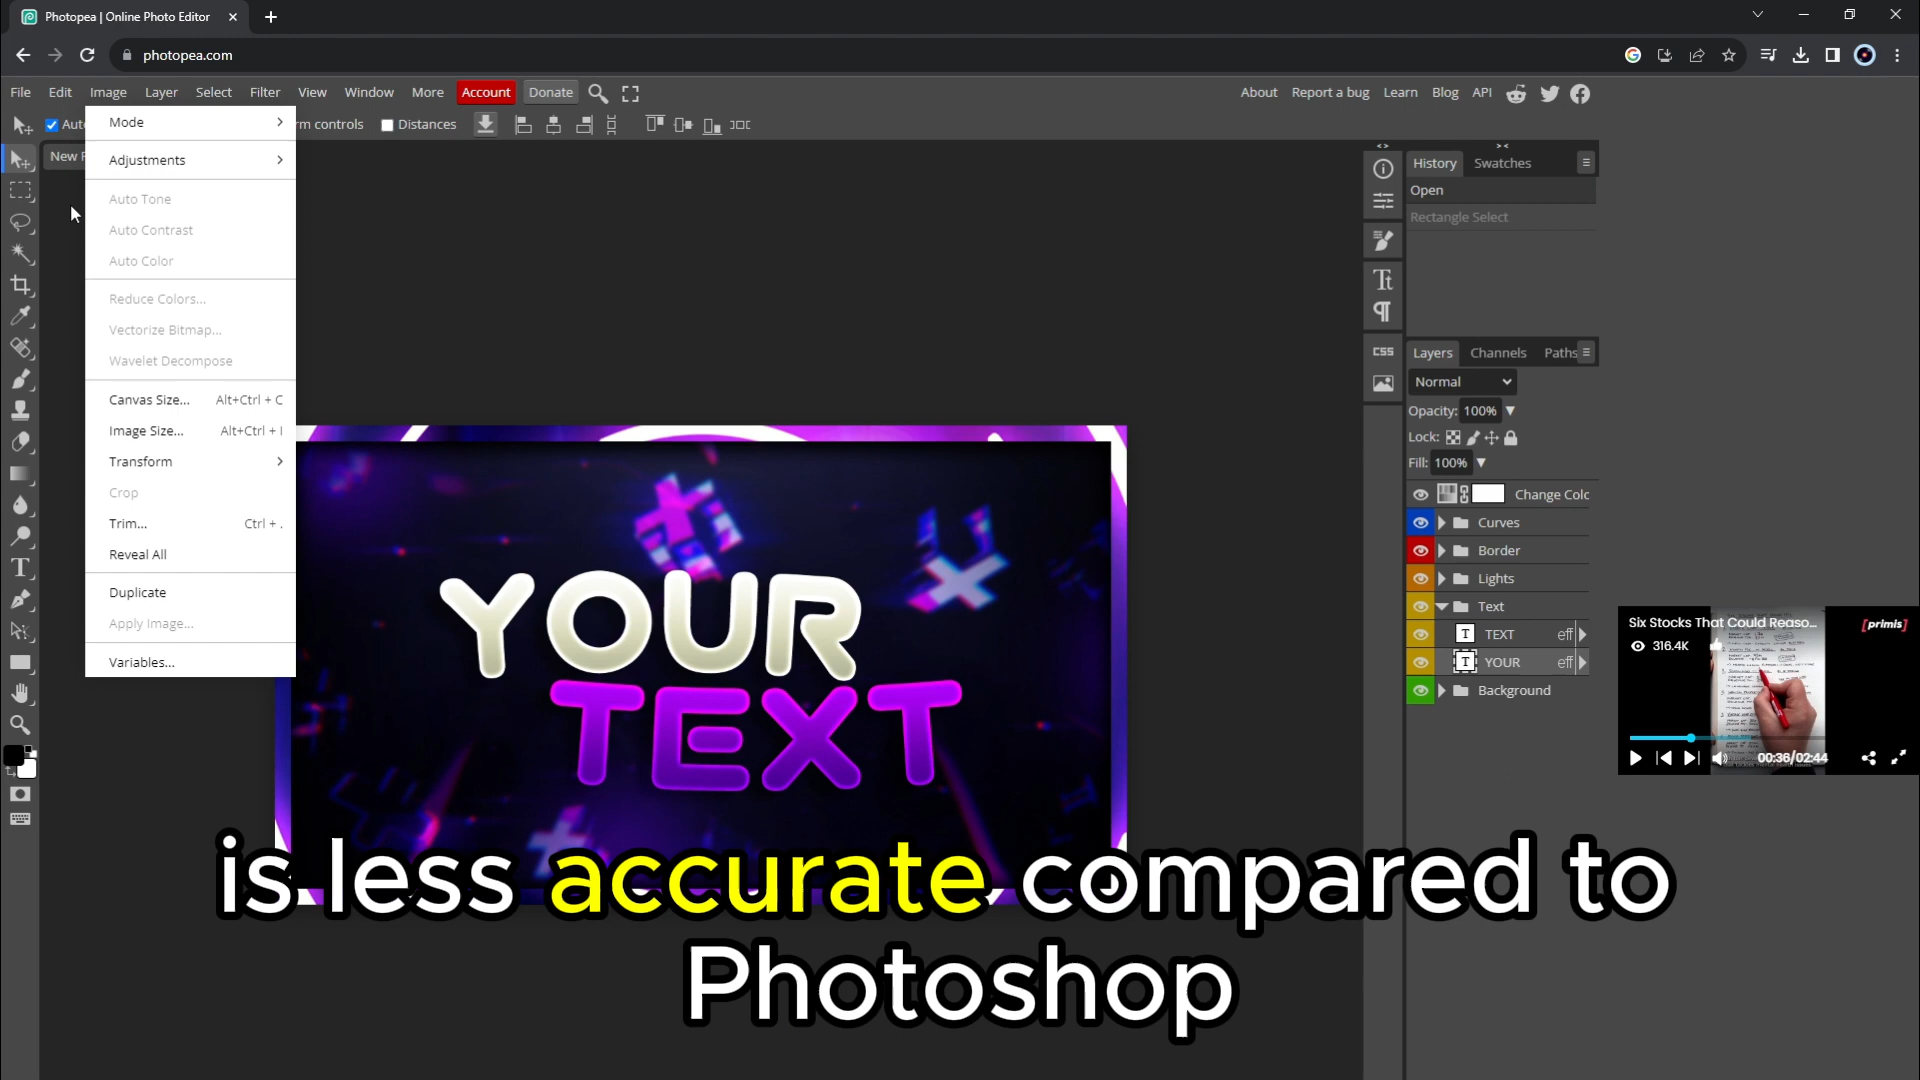 Photopea | Online Photo Editor
photopea.com
File Edit Image Layer Select Filter View Window More Account Donate
About Report a bug Learn Blog API
Auto
rm controls Distances
New P
Mode
Adjustments
Auto Tone
Auto Contrast
Auto Color
Reduce Colors...
Vectorize Bitmap...
Wavelet Decompose
Canvas Size... Alt+Ctrl + C
Image Size... Alt+Ctrl + I
Transform
Crop
Trim... Ctrl + .
Reveal All
Duplicate
Apply Image...
Variables...
History Swatches
Open
Rectangle Select
CSS
Layers Channels Paths
Normal
Opacity: 100%
Lock:
Fill: 100%
Change Colo
Curves
Border
Lights
Text
T TEXT eff
T YOUR eff
Background
YOUR
TEXT
Six Stocks That Could Reaso...
[primis]
316.4K
00:36/02:44
is less accurate compared to
Photoshop